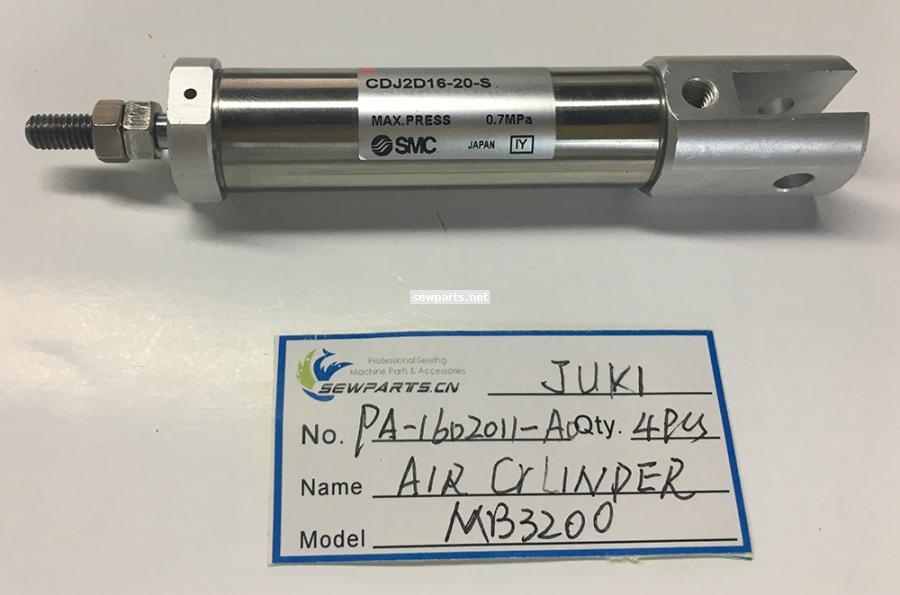 CDJ2D16-20-S
MAX.PRESS 0.7MPa
SMC JAPAN IY
sewparts.net
Professional Sewing
Machine Parts & Accessories
SEWPARTS.CN JUKI
No. PA-1602011-A0 Qty. 4PCS
Name AIR CYLINDER
Model MB3200